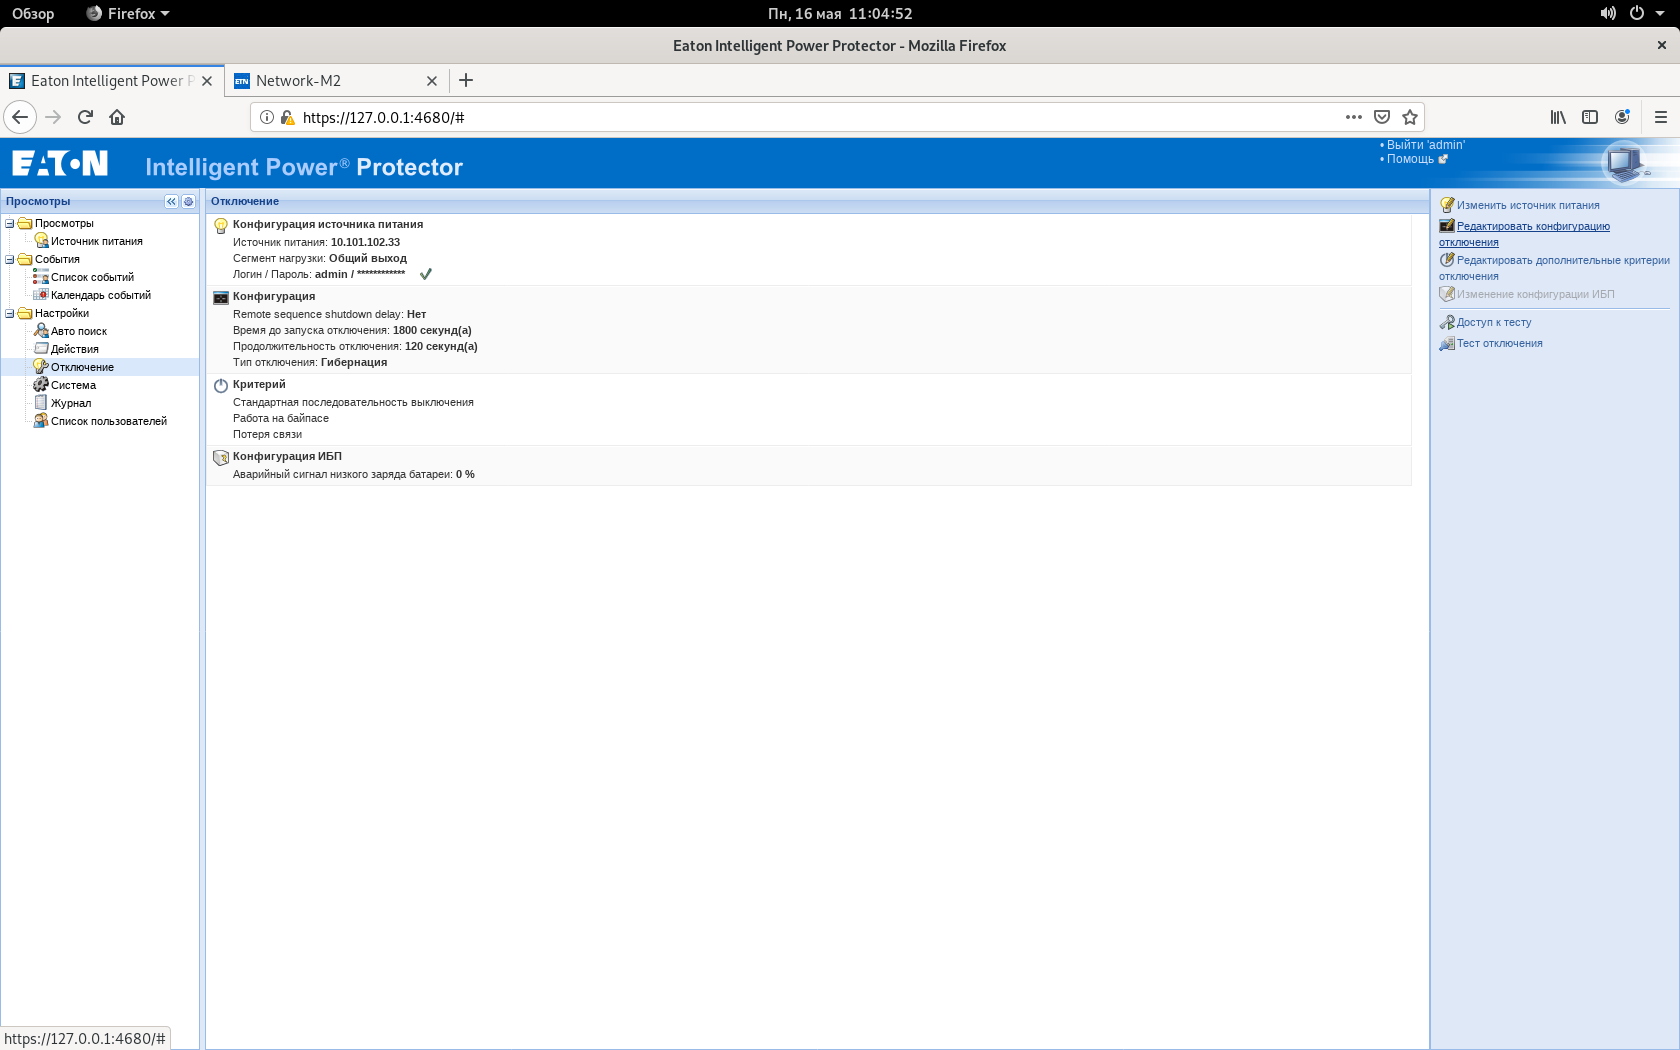 Обзор
Firefox
Пн, 16 мая 11:04:52
Eaton Intelligent Power Protector - Mozilla Firefox
Eaton Intelligent Power P
Network-M2
https://127.0.0.1:4680/#
EATON
Intelligent Power® Protector
• Выйти 'admin'
• Помощь
Просмотры
Просмотры
Источник питания
События
Список событий
Календарь событий
Настройки
Авто поиск
Действия
Отключение
Система
Журнал
Список пользователей
Отключение
Конфигурация источника питания
Источник питания: 10.101.102.33
Сегмент нагрузки: Общий выход
Логин / Пароль: admin / ************
Конфигурация
Remote sequence shutdown delay: Нет
Время до запуска отключения: 1800 секунд(а)
Продолжительность отключения: 120 секунд(а)
Тип отключения: Гибернация
Критерий
Стандартная последовательность выключения
Работа на байпасе
Потеря связи
Конфигурация ИБП
Аварийный сигнал низкого заряда батареи: 0 %
Изменить источник питания
Редактировать конфигурацию
отключения
Редактировать дополнительные критерии
отключения
Изменение конфигурации ИБП
Доступ к тесту
Тест отключения
https://127.0.0.1:4680/#